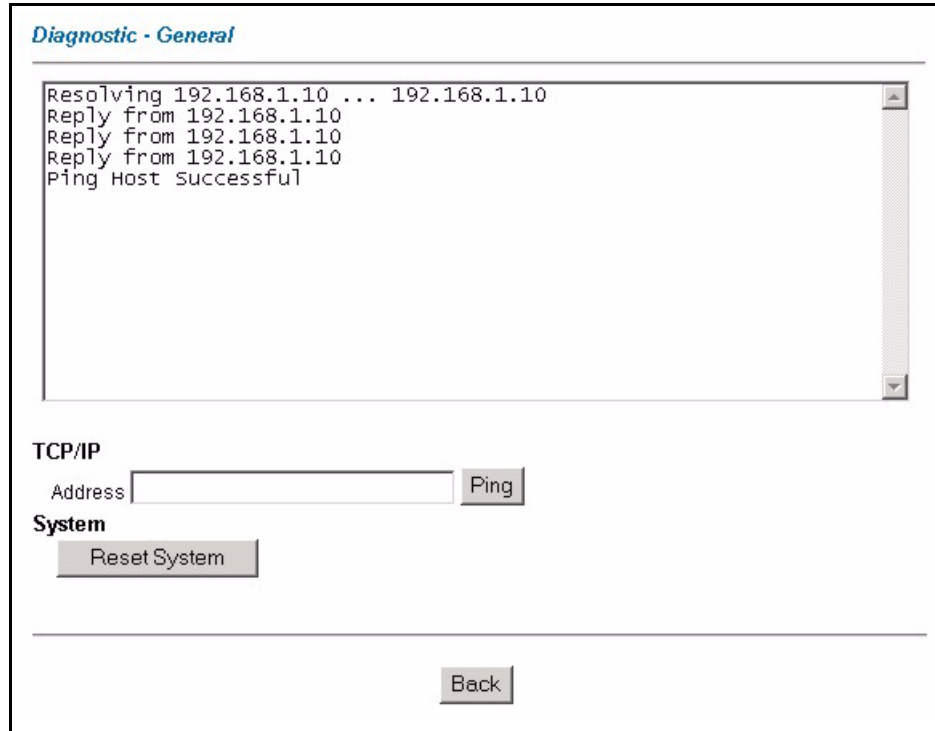 Diagnostic - General
Resolving 192.168.1.10 ... 192.168.1.10
Reply from 192.168.1.10
Reply from 192.168.1.10
Reply from 192.168.1.10
Ping Host Successful
TCP/IP
Address Ping
System
Reset System
Back